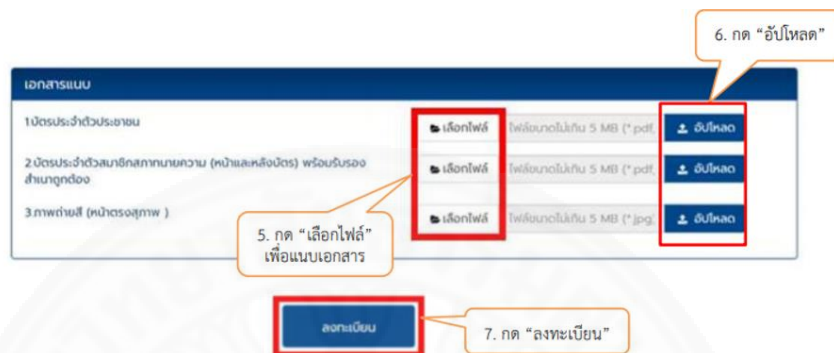 6. กด “อัปโหลด”
เอกสารแนบ
1.บัตรประจำตัวประชาชน
เลือกไฟล์
ไฟล์ขนาดไม่เกิน 5 MB (*.pdf,
อัปโหลด
2.บัตรประจำตัวสมาชิกสภาทนายความ (หน้าและหลังบัตร) พร้อมรับรอง
สำเนาถูกต้อง
เลือกไฟล์
ไฟล์ขนาดไม่เกิน 5 MB (*.pdf,
อัปโหลด
3.ภาพถ่ายสี (หน้าตรงสุภาพ )
เลือกไฟล์
ไฟล์ขนาดไม่เกิน 5 MB (*.jpg,
อัปโหลด
5. กด “เลือกไฟล์”
เพื่อแนบเอกสาร
ลงทะเบียน
7. กด “ลงทะเบียน”